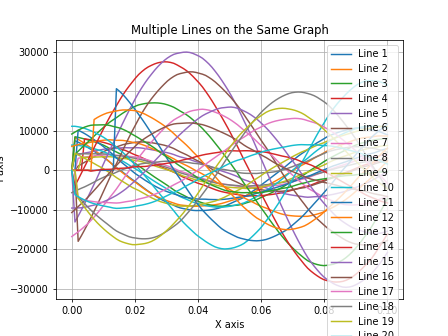 Multiple Lines on the Same Graph
30000
20000
10000
0
−10000
−20000
−30000
0.00
0.02
0.04
0.06
X axis
Line 1
Line 2
Line 3
Line 4
Line 5
Line 6
Line 7
Line 8
Line 9
Line 10
Line 11
Line 12
Line 13
Line 14
Line 15
Line 16
Line 17
Line 18
Line 19
Line 20